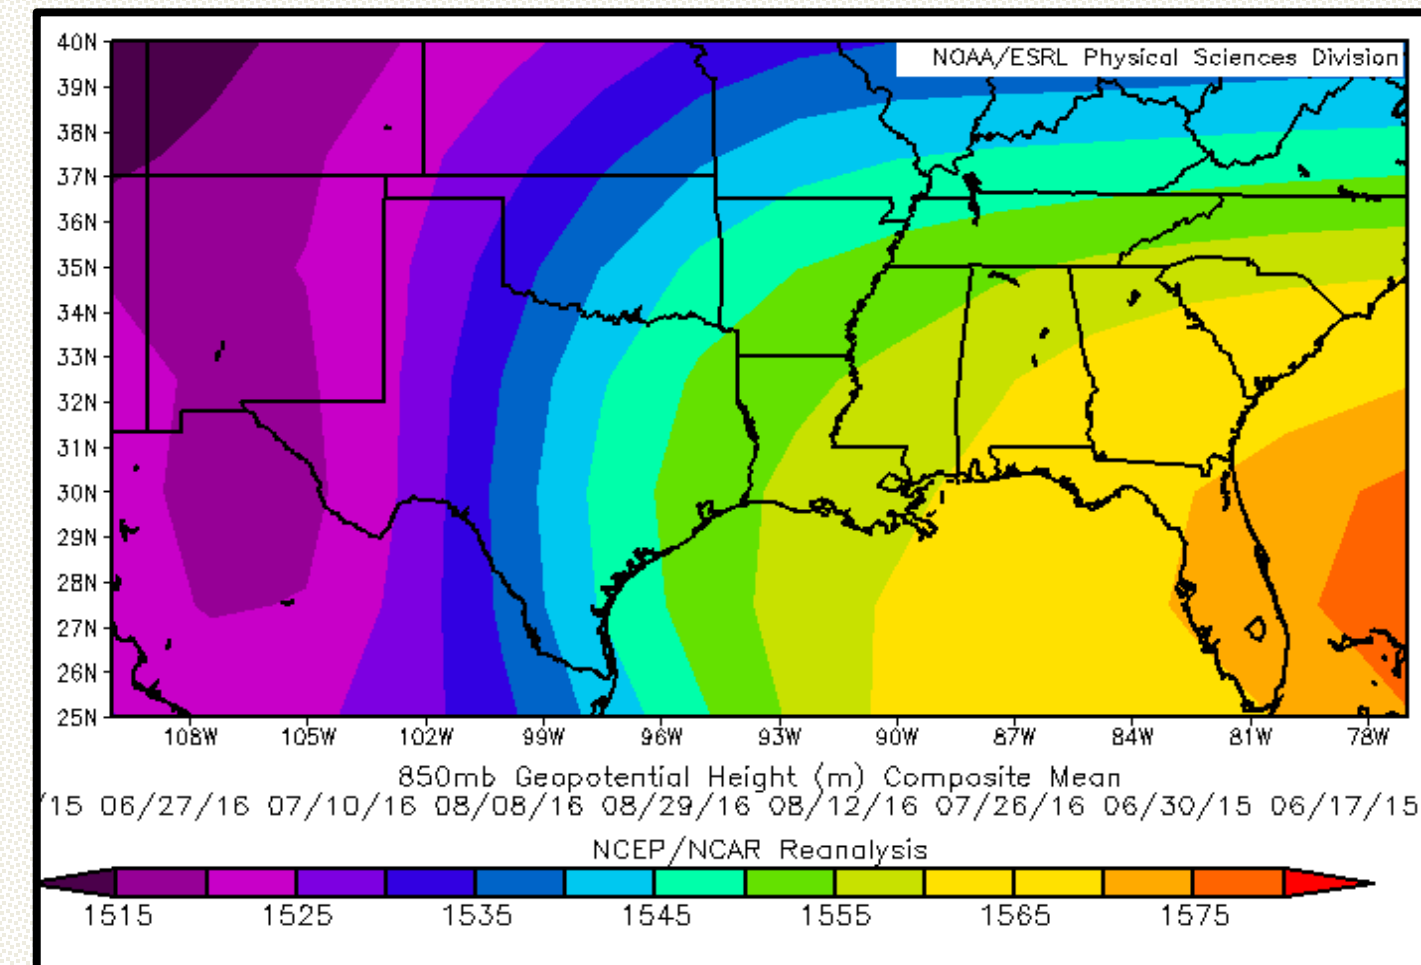 NOAA/ESRL Physical Sciences Division
40N
39N
38N
37N
36N
35N
34N
33N
32N
31N
30N
29N
28N
27N
26N
25N
108W 105W 102W 99W 96W 93W 90W 87W 84W 81W 78W
850mb Geopotential Height (m) Composite Mean
/15 06/27/16 07/10/16 08/08/16 08/29/16 08/12/16 07/26/16 06/30/15 06/17/15
NCEP/NCAR Reanalysis
1515 1525 1535 1545 1555 1565 1575